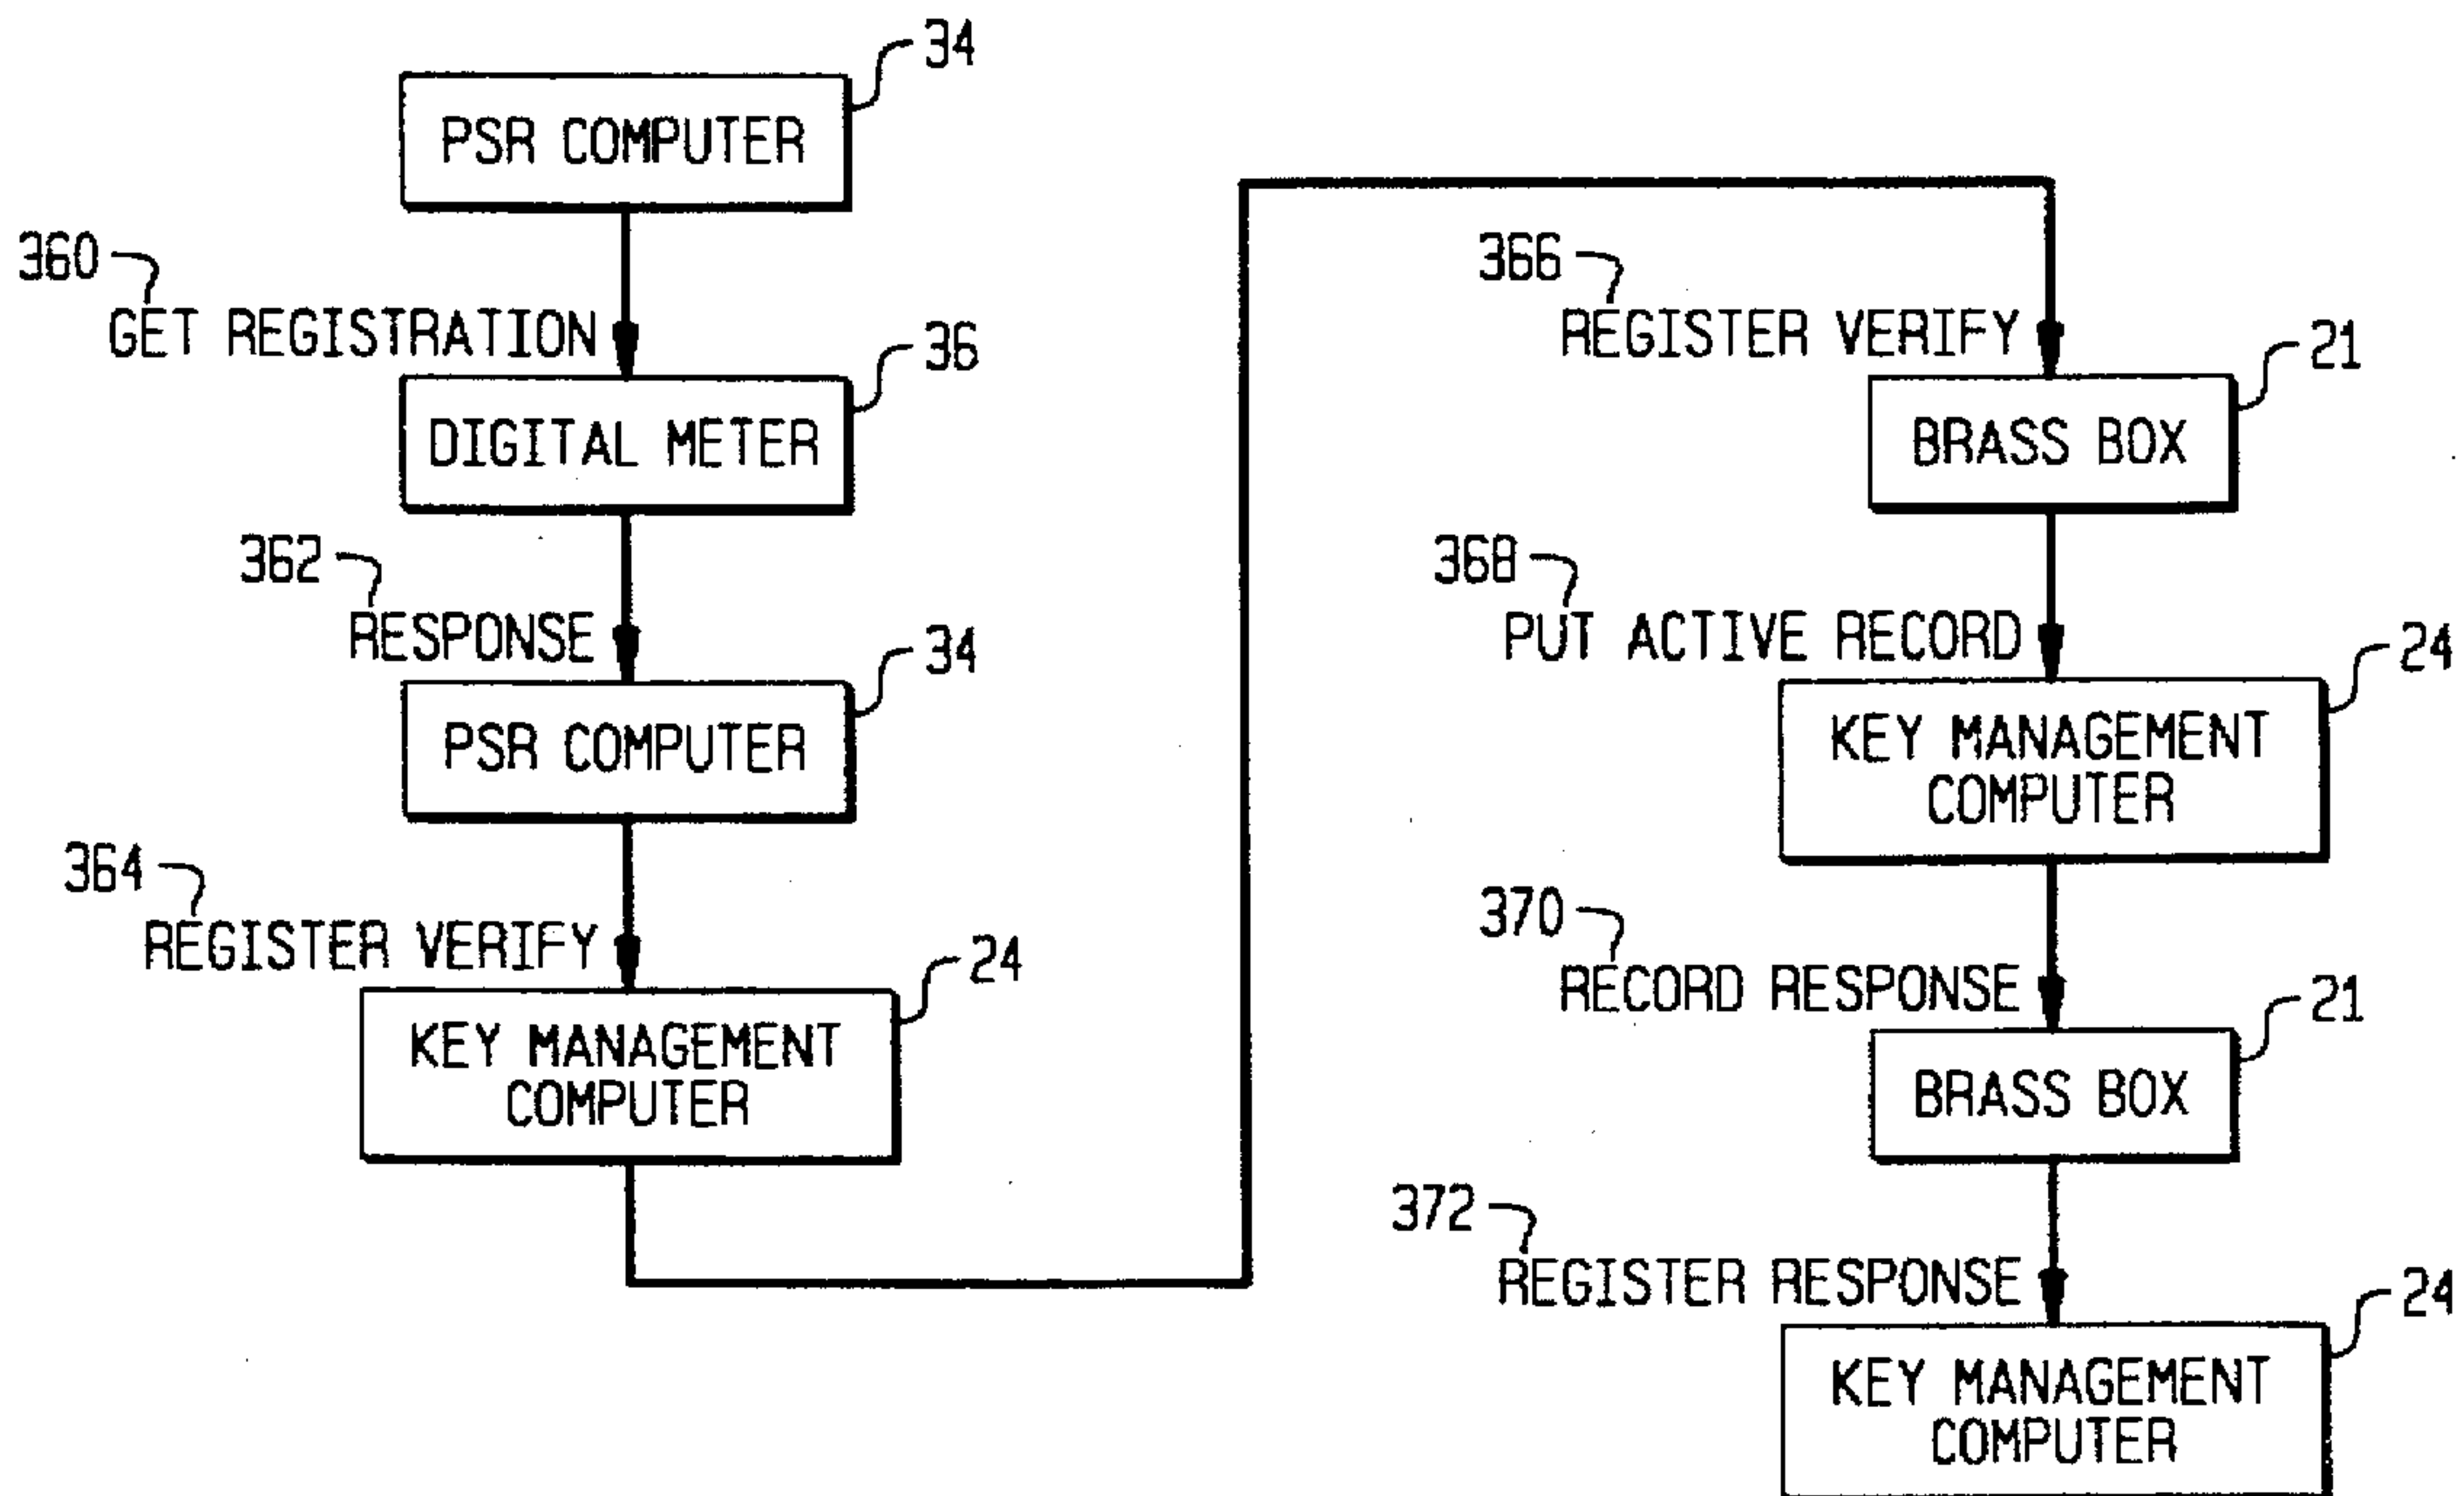 34
PSR COMPUTER
360
GET REGISTRATION
36
DIGITAL METER
362
RESPONSE
34
PSR COMPUTER
364
REGISTER VERIFY
24
KEY MANAGEMENT
COMPUTER
366
REGISTER VERIFY
21
BRASS BOX
368
PUT ACTIVE RECORD
24
KEY MANAGEMENT
COMPUTER
370
RECORD RESPONSE
21
BRASS BOX
372
REGISTER RESPONSE
24
KEY MANAGEMENT
COMPUTER